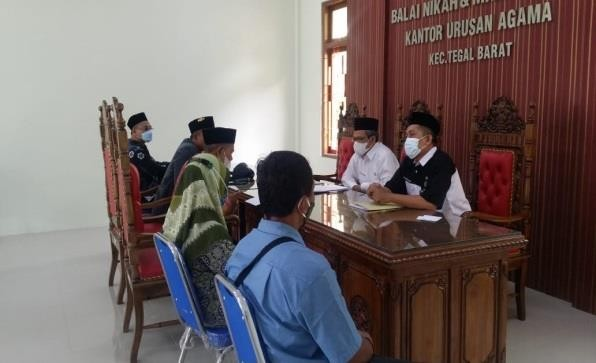 BALAI NIKAH &
KANTOR URUSAN AGAMA
KEC.TEGAL BARAT